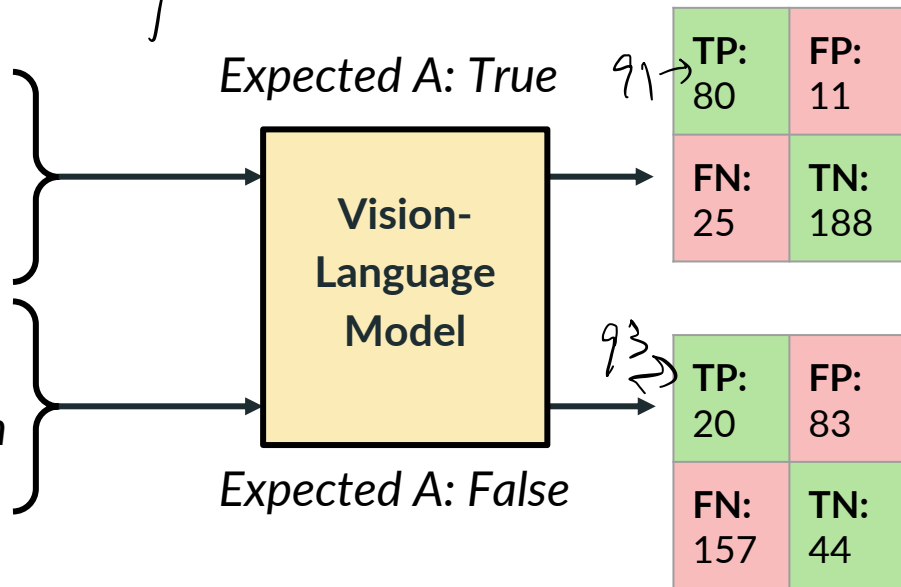 Expected A: True
91
TP:
80
FP:
11
FN:
25
TN:
188
Vision-
Language
Model
93
TP:
20
FP:
83
FN:
157
TN:
44
Expected A: False